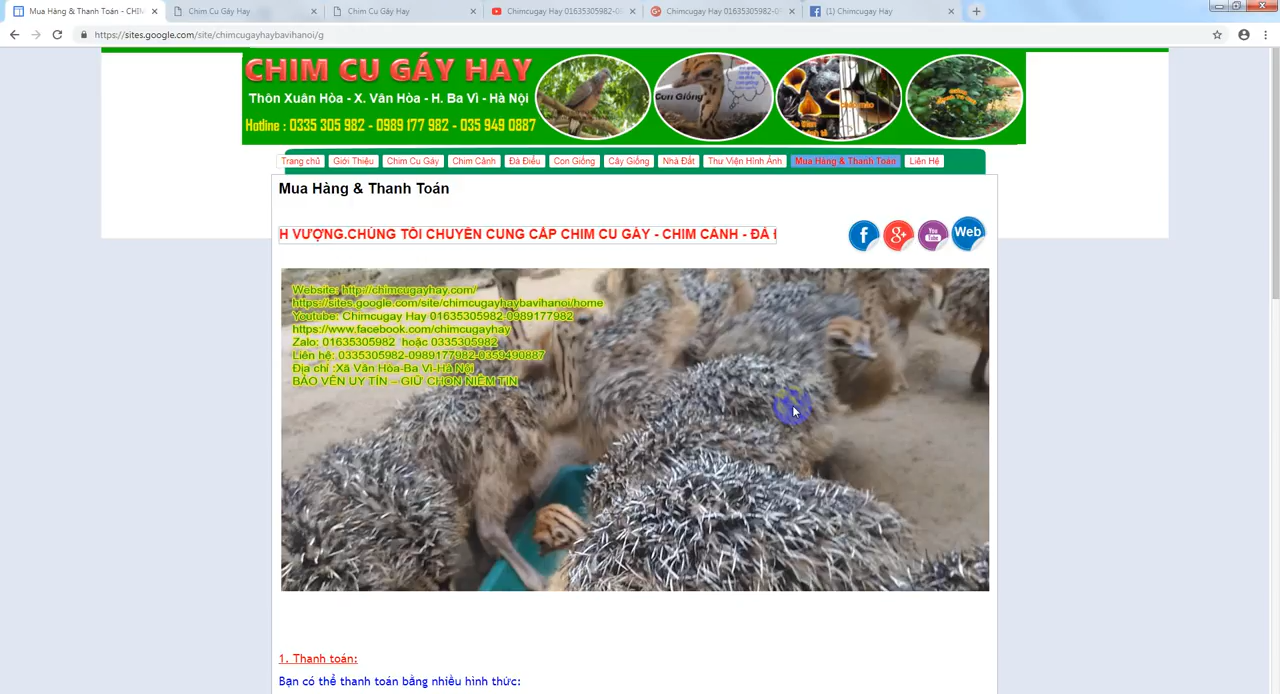 Mua Hàng & Thanh Toán - CHIM
Chim Cu Gáy Hay
Chim Cu Gáy Hay
Chimcugay Hay 01635305982-0
Chimcugay Hay 01635305982-09
(1) Chimcugay Hay
https://sites.google.com/site/chimcugayhaybavihanoi/g
CHIM CU GÁY HAY
Thôn Xuân Hòa - X. Vân Hòa - H. Ba Vì - Hà Nội
Hotline : 0335 305 982 - 0989 177 982 - 035 949 0887
Con Giống
Trang chủ
Giới Thiệu
Chim Cu Gáy
Chim Cảnh
Đà Điểu
Con Giống
Cây Giống
Nhà Đất
Thư Viện Hình Ảnh
Mua Hàng & Thanh Toán
Liên Hệ
Mua Hàng & Thanh Toán
H VƯỢNG.CHÚNG TÔI CHUYÊN CUNG CẤP CHIM CU GÁY - CHIM CẢNH - ĐÀ
f
g+
You Tube
Web
Website: http://chimcugayhay.com/
https://sites.google.com/site/chimcugayhaybavihanoi/home
Youtube: Chimcugay Hay 01635305982-0989177982
https://www.facebook.com/chimcugayhay
Zalo: 01635305982 hoặc 0335305982
Liên hệ: 0335305982-0989177982-0359490887
Địa chỉ :Xã Vân Hòa-Ba Vì-Hà Nội
BẢO VỆN UY TÍN – GIỮ CHỌN NIỀM TIN
1. Thanh toán:
Bạn có thể thanh toán bằng nhiều hình thức: